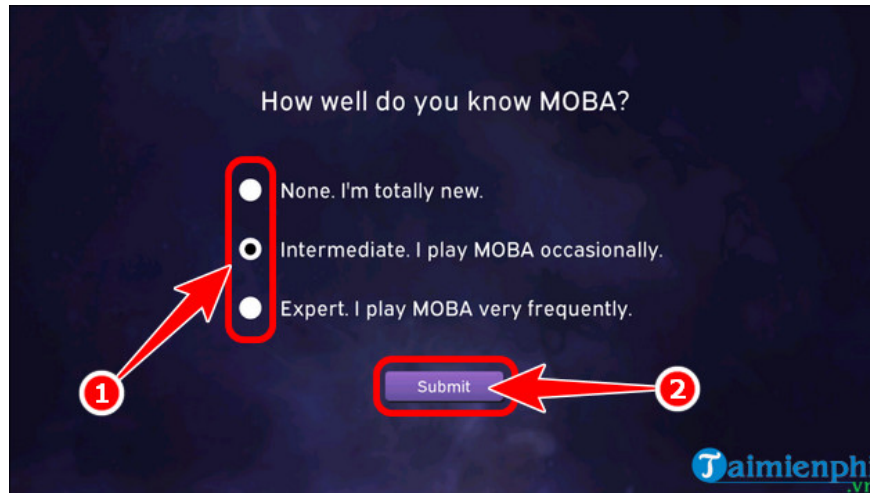 How well do you know MOBA?
None. I'm totally new.
Intermediate. I play MOBA occasionally.
Expert. I play MOBA very frequently.
1
Submit
2
Taimienphi
.vn